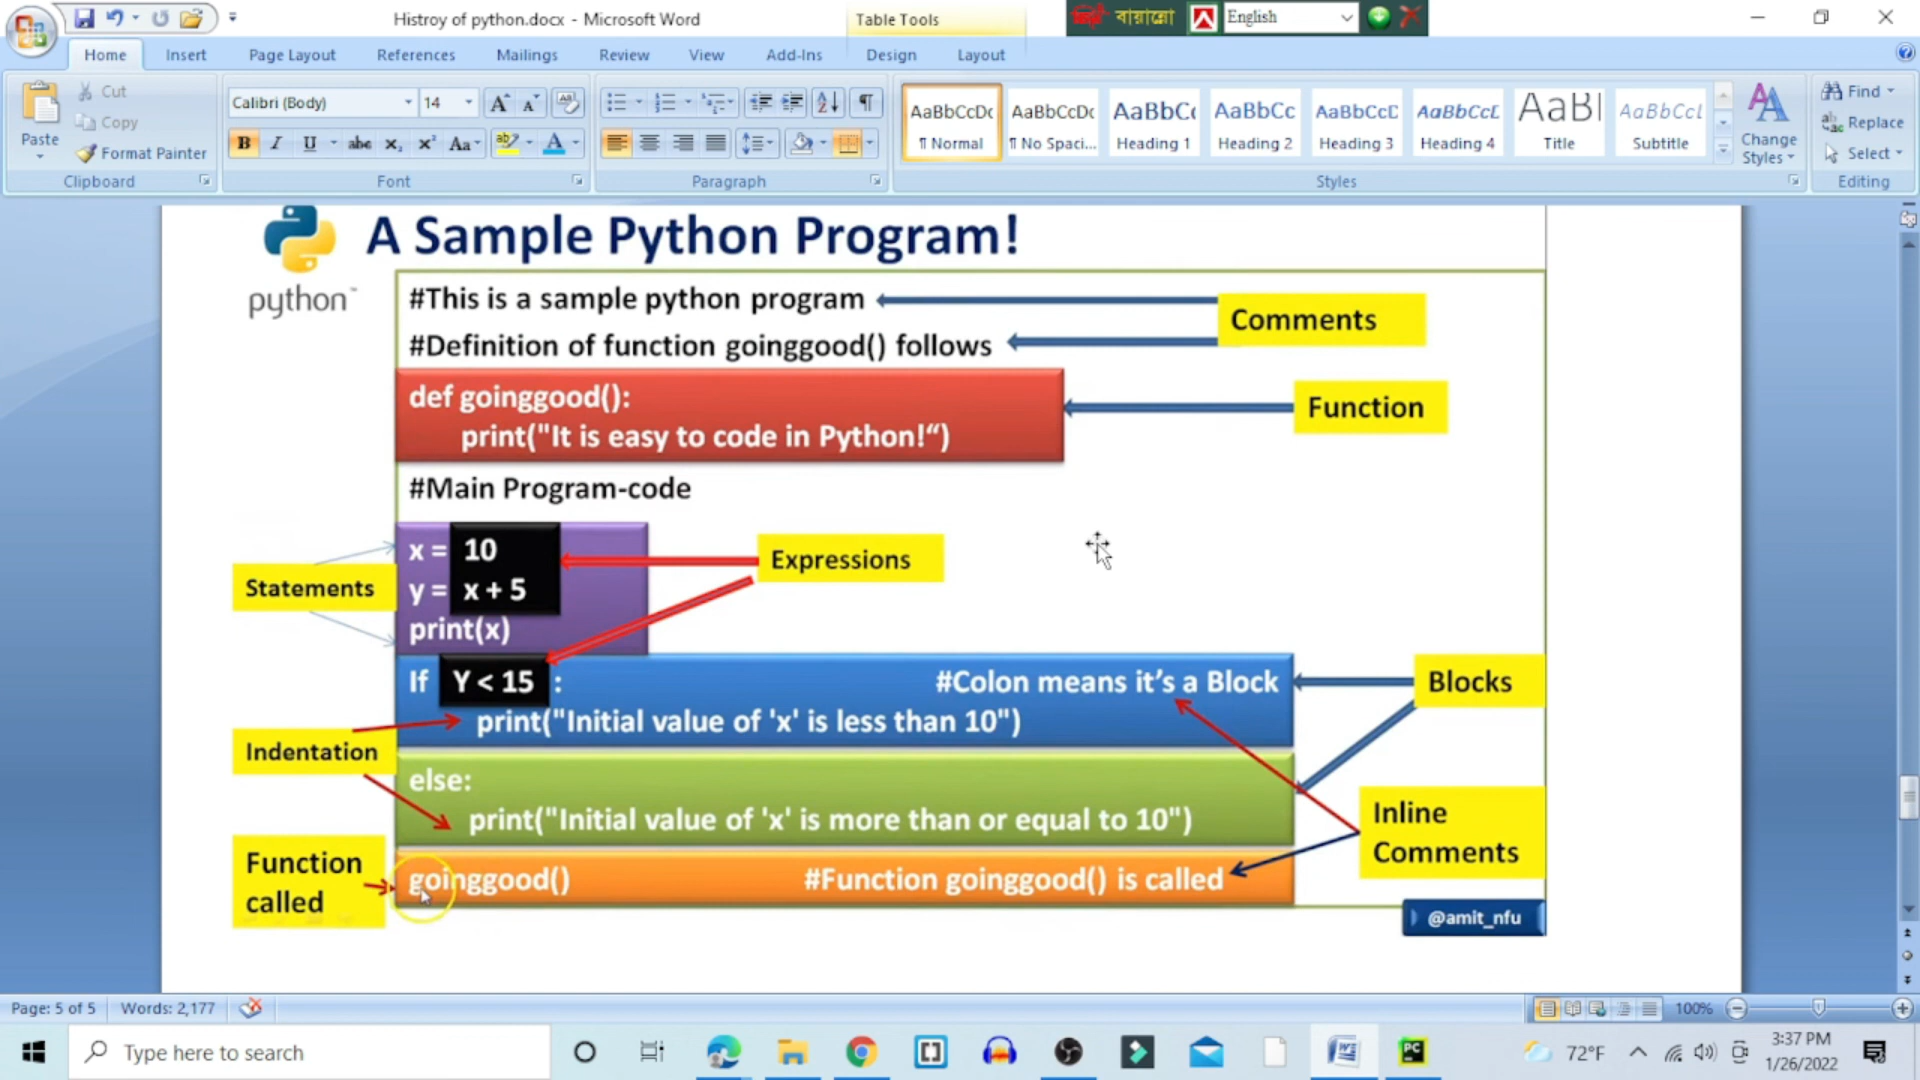 Histroy of python.docx - Microsoft Word
Table Tools
বায়ান্নো
English
Home
Insert
Page Layout
References
Mailings
Review
View
Add-Ins
Design
Layout
Paste
Cut
Copy
Format Painter
Clipboard
Calibri (Body)
14
Font
Paragraph
AaBbCcDc
¶ Normal
AaBbCcDc
¶ No Spaci...
AaBbCc
Heading 1
AaBbCc
Heading 2
AaBbCcD
Heading 3
AaBbCcD
Heading 4
AaBl
Title
AaBbCcl
Subtitle
Change
Styles
Styles
Find
Replace
Select
Editing
python
A Sample Python Program!
#This is a sample python program
Comments
#Definition of function goinggood() follows
def goinggood():
Function
print("It is easy to code in Python!“)
#Main Program-code
x = 10
Expressions
Statements
y = x + 5
print(x)
If Y < 15 : #Colon means it’s a Block
Blocks
print("Initial value of 'x' is less than 10")
Indentation
else:
print("Initial value of 'x' is more than or equal to 10")
Inline
Comments
Function
called
goinggood() #Function goinggood() is called
@amit_nfu
Page: 5 of 5
Words: 2,177
100%
Type here to search
72°F
3:37 PM
1/26/2022